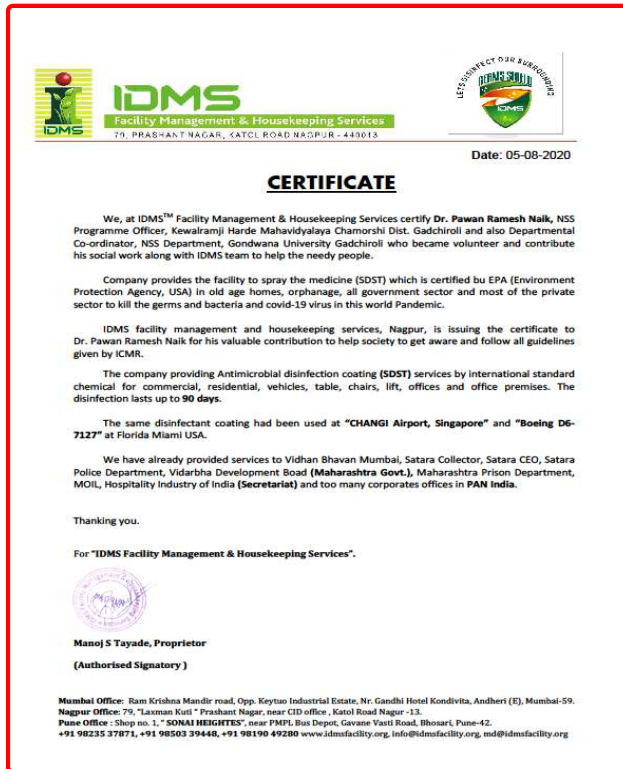 IDMS
IDMS
Facility Management & Housekeeping Services
79, PRASHANT NAGAR, KATOL ROAD NAGPUR - 440013
LETS DISINFECT OUR SURROUNDING
GERMS SHIELD
IDMS
Date: 05-08-2020
CERTIFICATE
We, at IDMS™ Facility Management & Housekeeping Services certify Dr. Pawan Ramesh Naik, NSS
Programme Officer, Kewalramji Harde Mahavidyalaya Chamorshi Dist. Gadchiroli and also Departmental
Co-ordinator, NSS Department, Gondwana University Gadchiroli who became volunteer and contribute
his social work along with IDMS team to help the needy people.
Company provides the facility to spray the medicine (SDST) which is certified bu EPA (Environment
Protection Agency, USA) in old age homes, orphanage, all government sector and most of the private
sector to kill the germs and bacteria and covid-19 virus in this world Pandemic.
IDMS facility management and housekeeping services, Nagpur, is issuing the certificate to
Dr. Pawan Ramesh Naik for his valuable contribution to help society to get aware and follow all guidelines
given by ICMR.
The company providing Antimicrobial disinfection coating (SDST) services by international standard
chemical for commercial, residential, vehicles, table, chairs, lift, offices and office premises. The
disinfection lasts up to 90 days.
The same disinfectant coating had been used at "CHANGI Airport, Singapore" and "Boeing D6-
7127" at Florida Miami USA.
We have already provided services to Vidhan Bhavan Mumbai, Satara Collector, Satara CEO, Satara
Police Department, Vidarbha Development Boad (Maharashtra Govt.), Maharashtra Prison Department,
MOIL, Hospitality Industry of India (Secretariat) and too many corporates offices in PAN India.
Thanking you.
For "IDMS Facility Management & Housekeeping Services".
Manoj S Tayade, Proprietor
(Authorised Signatory )
Mumbai Office: Ram Krishna Mandir road, Opp. Keytuo Industrial Estate, Nr. Gandhi Hotel Kondivita, Andheri (E), Mumbai-59.
Nagpur Office: 79, "Laxman Kuti " Prashant Nagar, near CID office , Katol Road Nagur -13.
Pune Office : Shop no. 1, " SONAI HEIGHTES", near PMPL Bus Depot, Gavane Vasti Road, Bhosari, Pune-42.
+91 98235 37871, +91 98503 39448, +91 98190 49280 www.idmsfacility.org, info@idmsfacility.org, md@idmsfacility.org